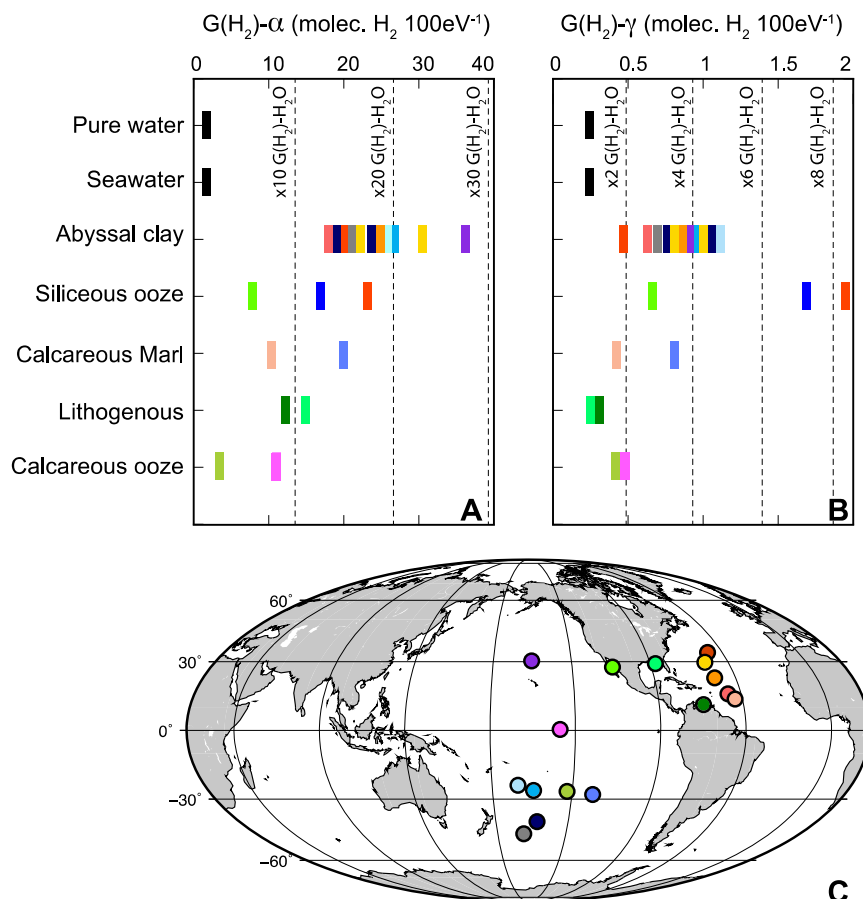 G(H₂)-α (molec. H₂ 100eV⁻¹)
G(H₂)-γ (molec. H₂ 100eV⁻¹)
0 10 20 30 40
0 0.5 1 1.5 2
Pure water
Seawater
Abyssal clay
Siliceous ooze
Calcareous Marl
Lithogenous
Calcareous ooze
x10 G(H₂)-H₂O
x20 G(H₂)-H₂O
x30 G(H₂)-H₂O
x2 G(H₂)-H₂O
x4 G(H₂)-H₂O
x6 G(H₂)-H₂O
x8 G(H₂)-H₂O
A
B
60°
30°
30°
0°
0°
−30°
−30°
−60°
C